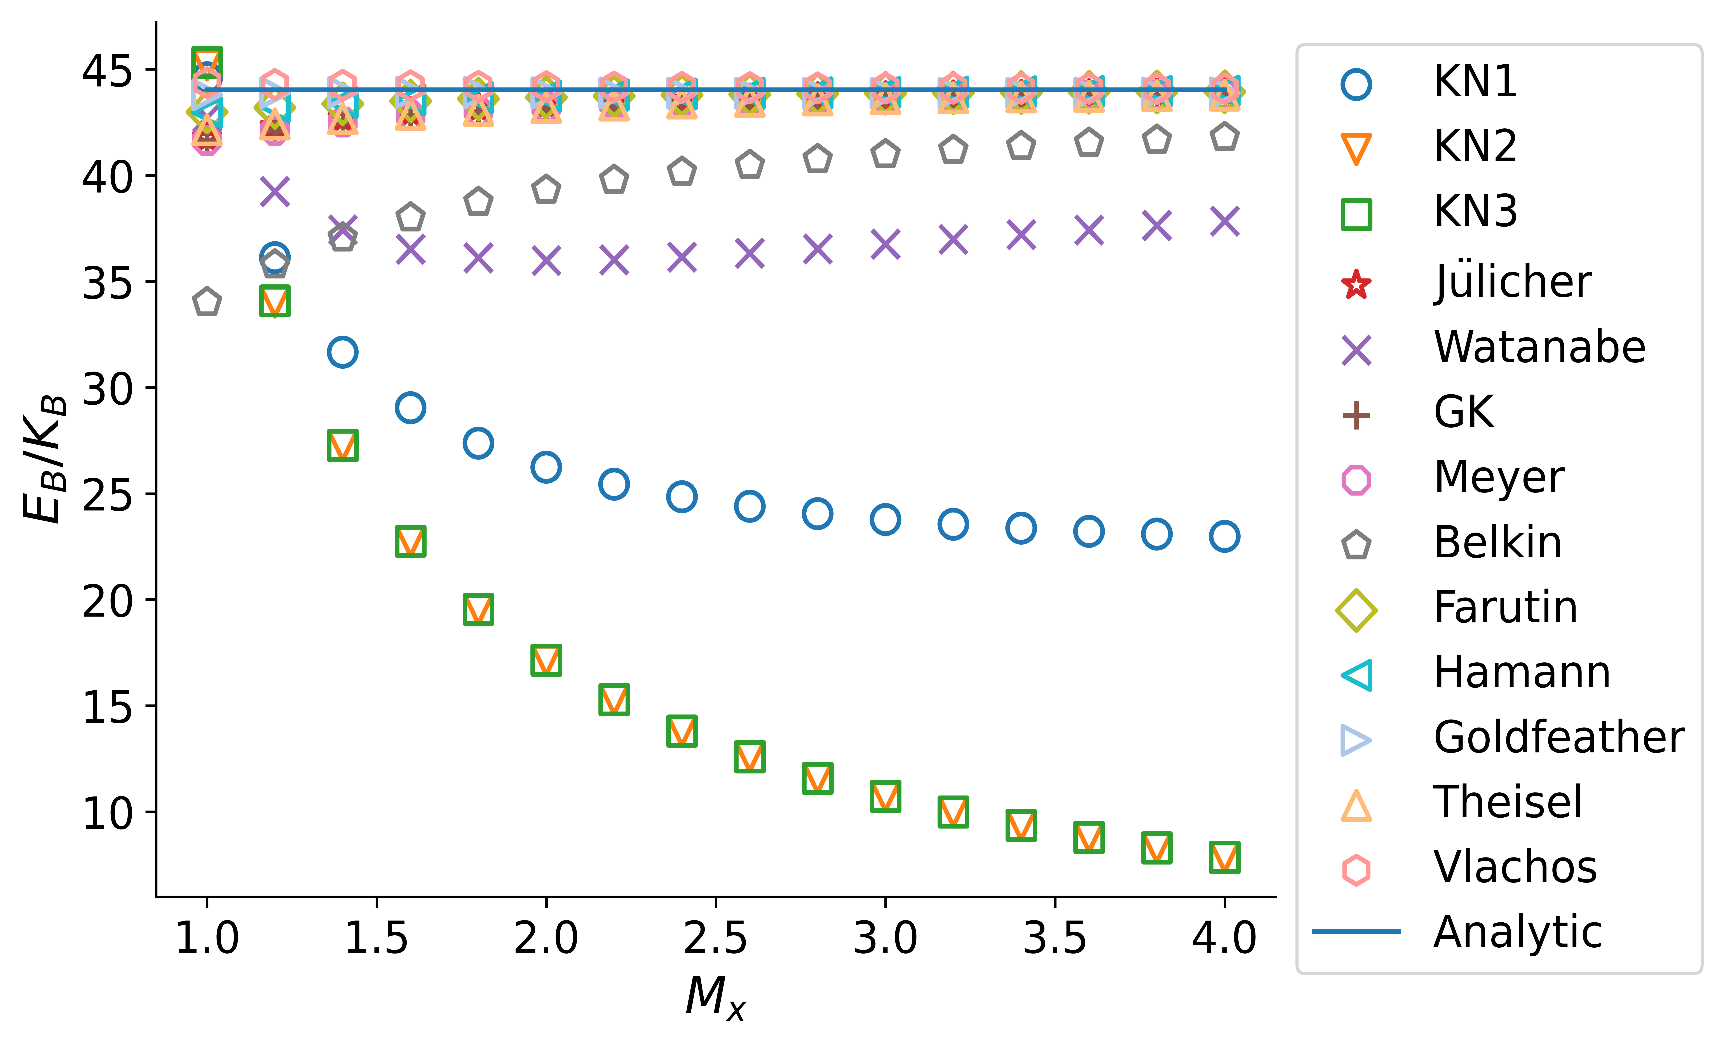 45
40
35
30
25
20
15
10
E_B/K_B
1.0 1.5 2.0 2.5 3.0 3.5 4.0
M_x
KN1
KN2
KN3
Jülicher
Watanabe
GK
Meyer
Belkin
Farutin
Hamann
Goldfeather
Theisel
Vlachos
Analytic